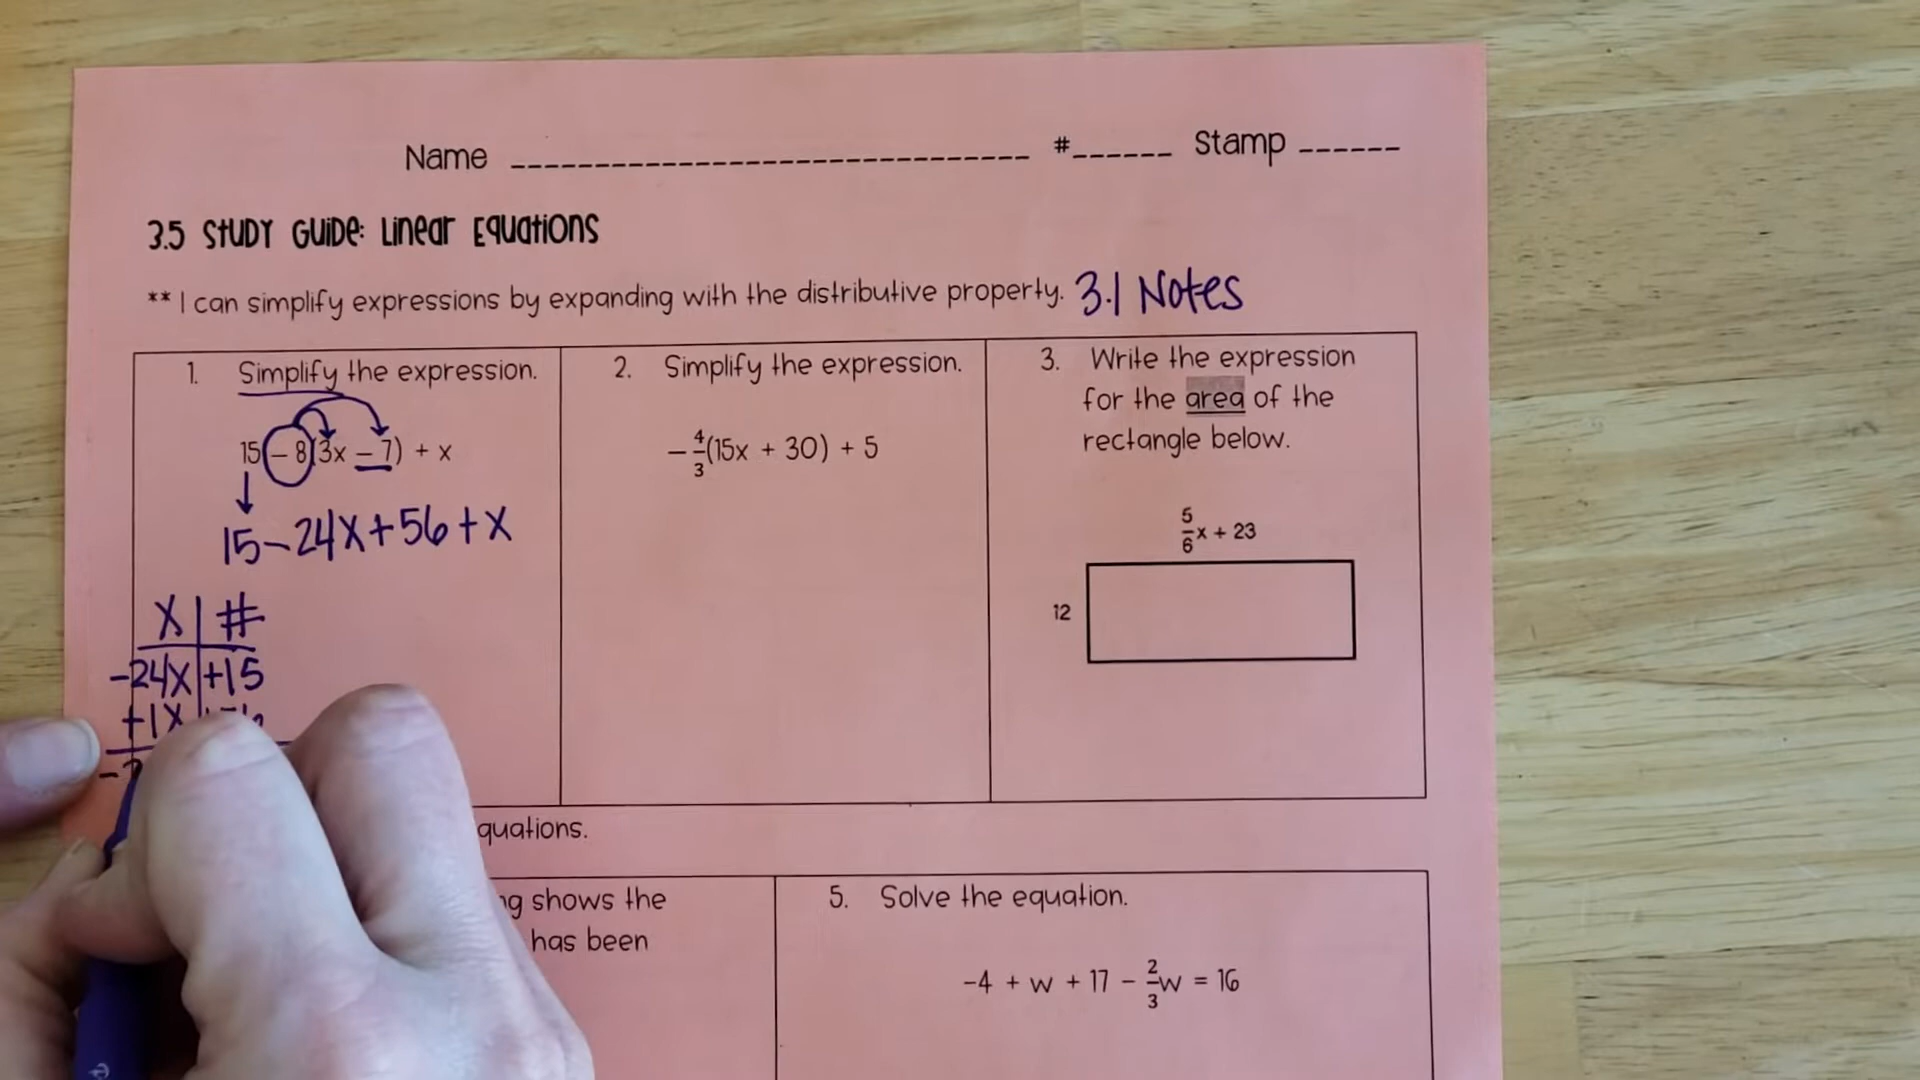 Name ______________________________ #______ Stamp ______
3.5 Study Guide: Linear Equations
** I can simplify expressions by expanding with the distributive property. 3.1 Notes
1. Simplify the expression.
15 − 8(3x − 7) + x
15−24x+56+x
x | #
−24x | +15
+1x
2. Simplify the expression.
−4/3(15x + 30) + 5
3. Write the expression
for the area of the
rectangle below.
5/6x + 23
12
quations.
shows the
has been
5. Solve the equation.
-4 + w + 17 − 2/3w = 16